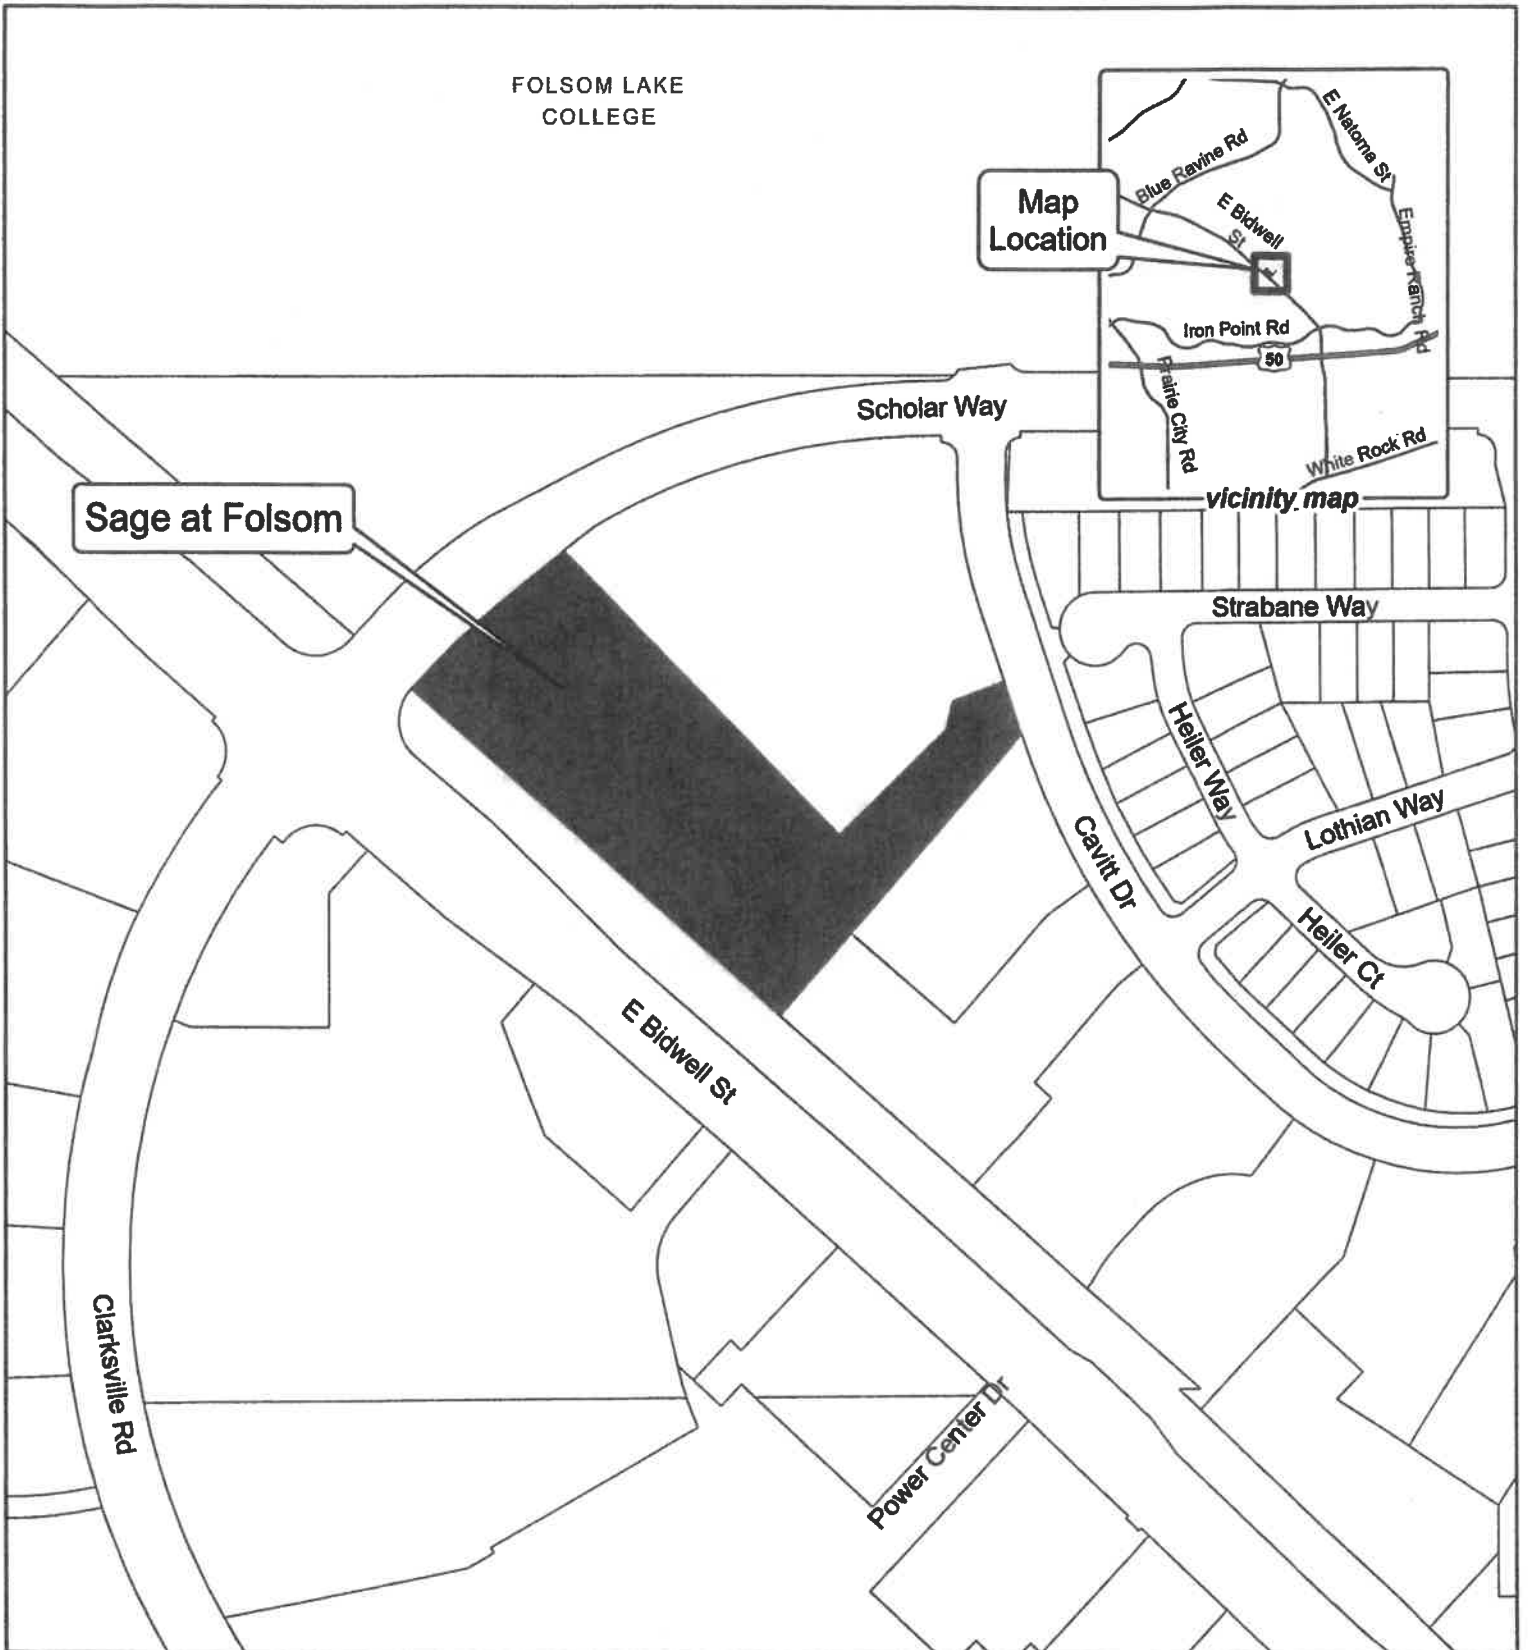 FOLSOM LAKE
COLLEGE
E Natoma St
Blue Ravine Rd
Map
Location
E Bidwell
St
Empire Ranch Rd
Iron Point Rd
50
Prairie City Rd
White Rock Rd
vicinity map
Scholar Way
Sage at Folsom
Strabane Way
Heiler Way
Lothian Way
Cavitt Dr
Heiler Ct
E Bidwell St
Clarksville Rd
Power Center Dr